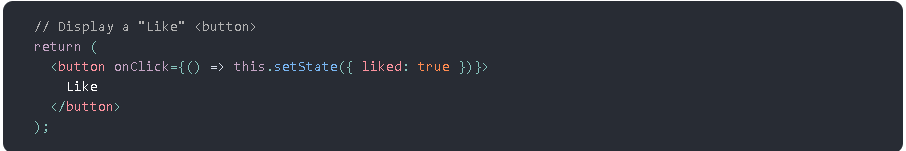 // Display a "Like" <button>
return (
  <button onClick={() => this.setState({ liked: true })}>
    Like
  </button>
);